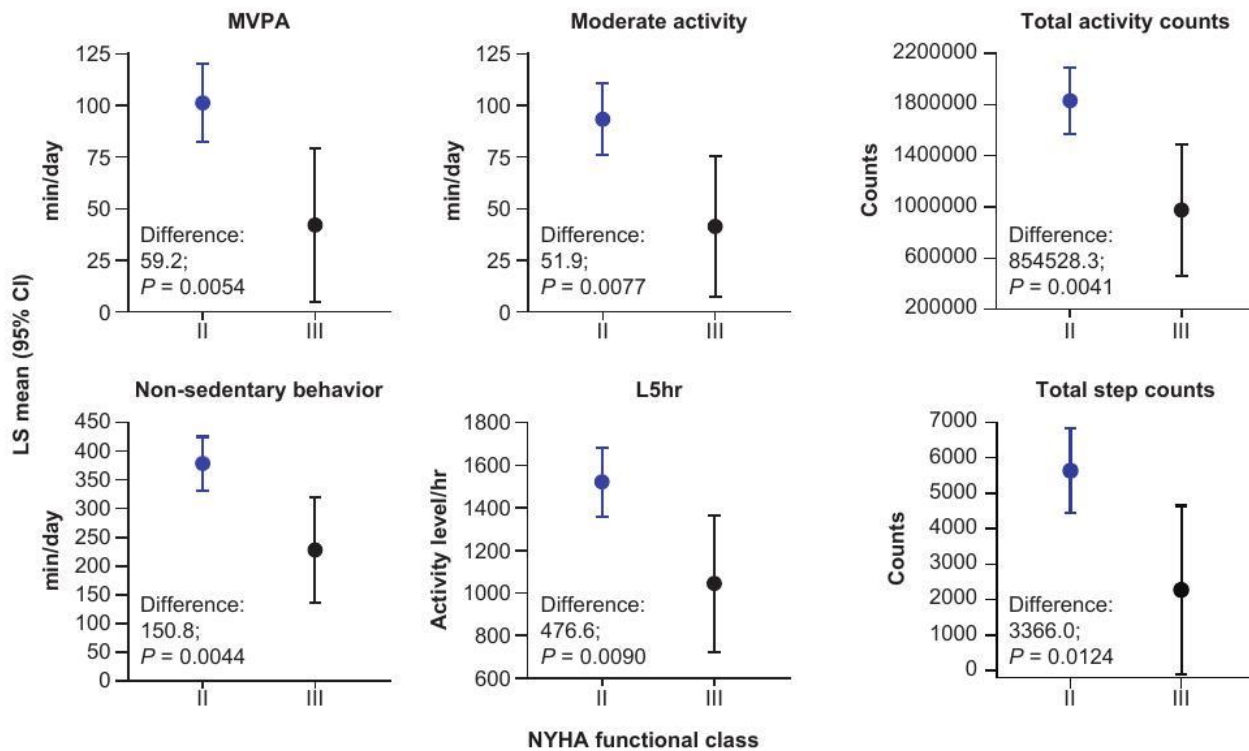 MVPA
125
100
75
50
25
0
min/day
Difference:
59.2;
P = 0.0054
II
III
Moderate activity
125
100
75
50
25
0
min/day
Difference:
51.9;
P = 0.0077
II
III
Total activity counts
2200000
1800000
1400000
1000000
600000
200000
Counts
Difference:
854528.3;
P = 0.0041
II
III
LS mean (95% CI)
Non-sedentary behavior
450
400
350
300
250
200
150
100
50
0
min/day
Difference:
150.8;
P = 0.0044
II
III
L5hr
1800
1600
1400
1200
1000
800
600
Activity level/hr
Difference:
476.6;
P = 0.0090
II
III
Total step counts
7000
6000
5000
4000
3000
2000
1000
0
Counts
Difference:
3366.0;
P = 0.0124
II
III
NYHA functional class